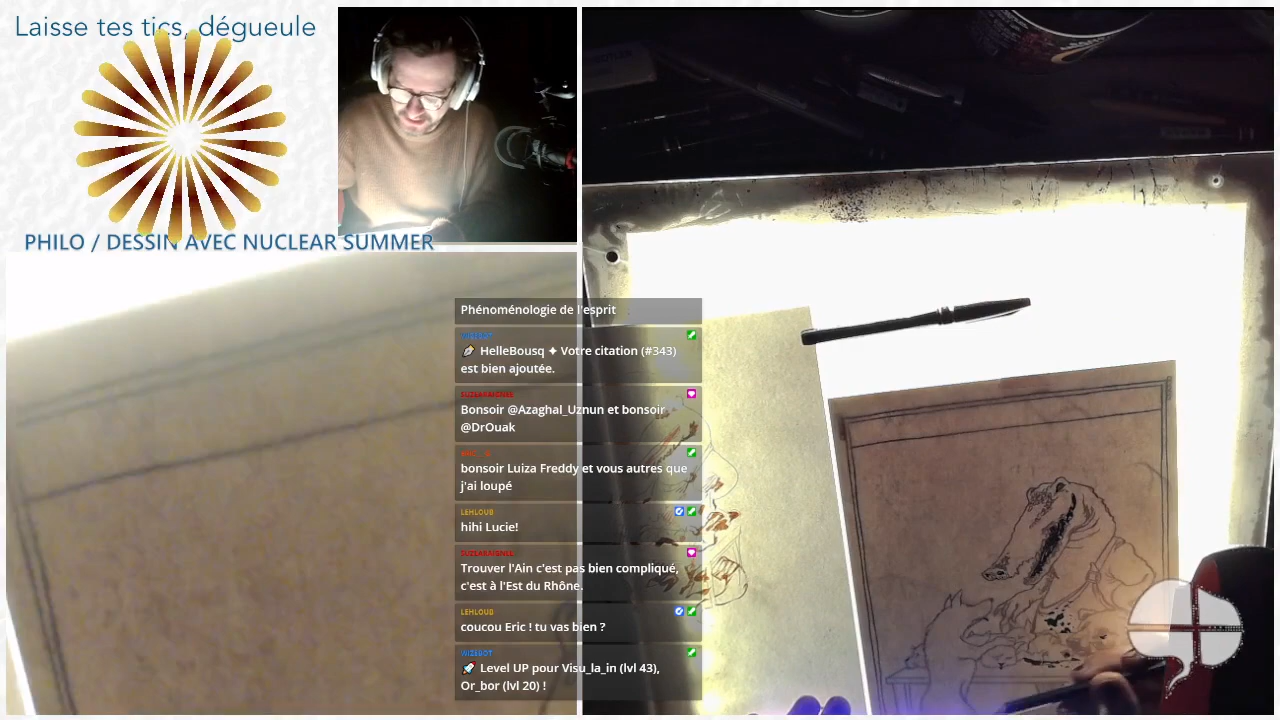 Laisse tes tics, dégueule
PHILO / DESSIN AVEC NUCLEAR SUMMER
Phénoménologie de l'esprit
WIZEBOT
HelleBousq ✦ Votre citation (#343)
est bien ajoutée.
SUZEARAIGNEE
Bonsoir @Azaghal_Uznun et bonsoir
@DrOuak
bonsoir Luiza Freddy et vous autres que
j'ai loupé
LEHLOUB
hihi Lucie!
SUZEARAIGNEE
Trouver l'Ain c'est pas bien compliqué,
c'est à l'Est du Rhône.
LEHLOUB
coucou Eric ! tu vas bien ?
WIZEBOT
Level UP pour Visu_la_in (lvl 43),
Or_bor (lvl 20) !